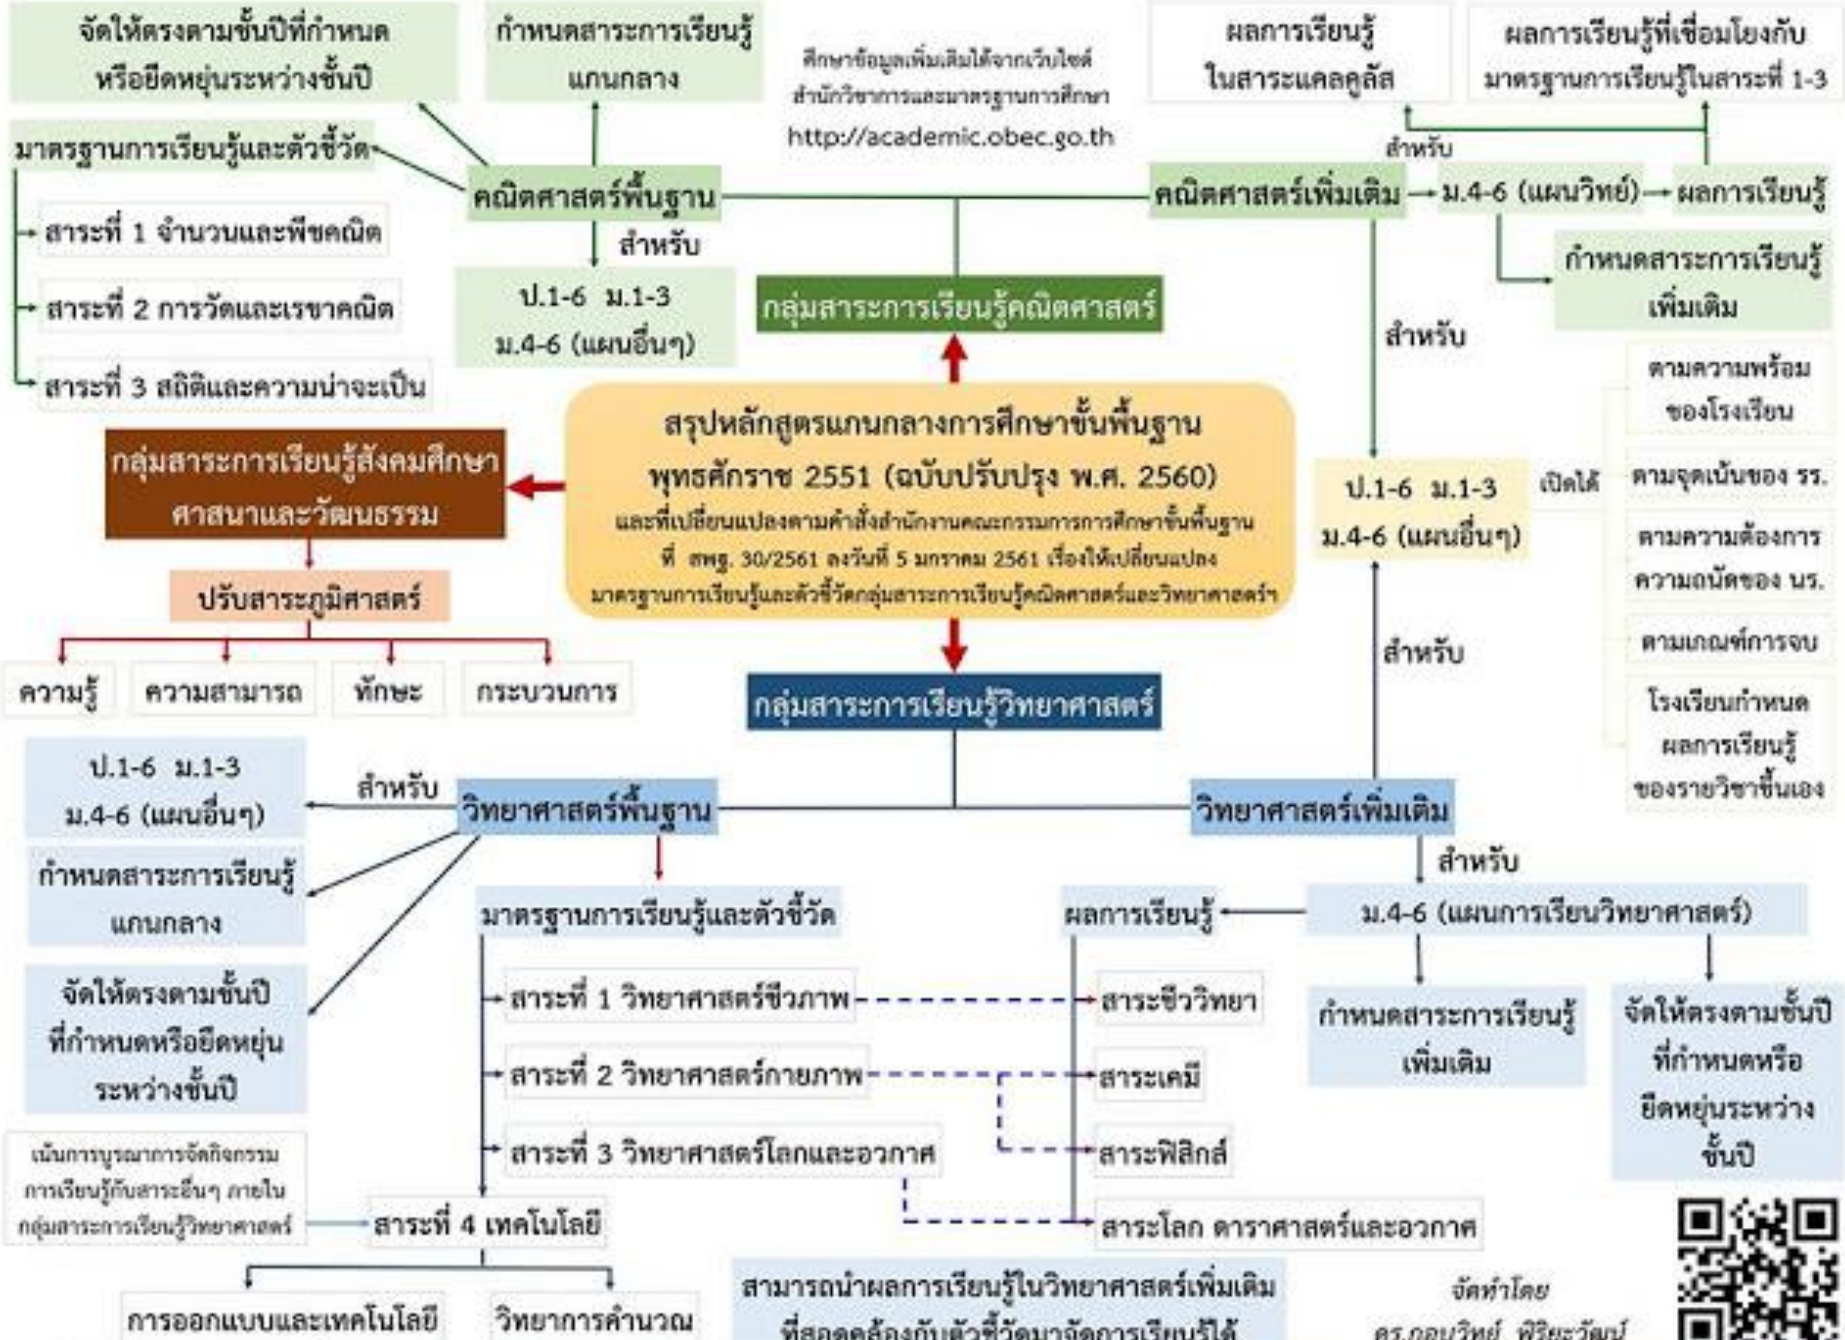 จัดให้ตรงตามชั้นปีที่กำหนด
หรือยืดหยุ่นระหว่างชั้นปี
กำหนดสาระการเรียนรู้
แกนกลาง
ศึกษาข้อมูลเพิ่มเติมได้จากเว็บไซต์
สำนักวิชาการและมาตรฐานการศึกษา
http://academic.obec.go.th
ผลการเรียนรู้
ในสาระแคลคูลัส
ผลการเรียนรู้ที่เชื่อมโยงกับ
มาตรฐานการเรียนรู้ในสาระที่ 1-3
มาตรฐานการเรียนรู้และตัวชี้วัด
สำหรับ
คณิตศาสตร์พื้นฐาน
คณิตศาสตร์เพิ่มเติม
ม.4-6 (แผนวิทย์)
ผลการเรียนรู้
สาระที่ 1 จำนวนและพีชคณิต
สำหรับ
ป.1-6 ม.1-3
ม.4-6 (แผนอื่นๆ)
กลุ่มสาระการเรียนรู้คณิตศาสตร์
กำหนดสาระการเรียนรู้
เพิ่มเติม
สาระที่ 2 การวัดและเรขาคณิต
สำหรับ
สาระที่ 3 สถิติและความน่าจะเป็น
ตามความพร้อม
ของโรงเรียน
สรุปหลักสูตรแกนกลางการศึกษาขั้นพื้นฐาน
พุทธศักราช 2551 (ฉบับปรับปรุง พ.ศ. 2560)
และที่เปลี่ยนแปลงตามคำสั่งสำนักงานคณะกรรมการการศึกษาขั้นพื้นฐาน
ที่ สพฐ. 30/2561 ลงวันที่ 5 มกราคม 2561 เรื่องให้เปลี่ยนแปลง
มาตรฐานการเรียนรู้และตัวชี้วัดกลุ่มสาระการเรียนรู้คณิตศาสตร์และวิทยาศาสตร์ฯ
กลุ่มสาระการเรียนรู้สังคมศึกษา
ศาสนาและวัฒนธรรม
ป.1-6 ม.1-3
ม.4-6 (แผนอื่นๆ)
เปิดได้
ตามจุดเน้นของ รร.
ตามความต้องการ
ความถนัดของ นร.
ปรับสาระภูมิศาสตร์
ตามเกณฑ์การจบ
สำหรับ
ความรู้
ความสามารถ
ทักษะ
กระบวนการ
กลุ่มสาระการเรียนรู้วิทยาศาสตร์
โรงเรียนกำหนด
ผลการเรียนรู้
ของรายวิชาขึ้นเอง
ป.1-6 ม.1-3
ม.4-6 (แผนอื่นๆ)
สำหรับ
วิทยาศาสตร์พื้นฐาน
วิทยาศาสตร์เพิ่มเติม
สำหรับ
กำหนดสาระการเรียนรู้
แกนกลาง
มาตรฐานการเรียนรู้และตัวชี้วัด
ผลการเรียนรู้
ม.4-6 (แผนการเรียนวิทยาศาสตร์)
จัดให้ตรงตามชั้นปี
ที่กำหนดหรือยืดหยุ่น
ระหว่างชั้นปี
สาระที่ 1 วิทยาศาสตร์ชีวภาพ
สาระชีววิทยา
กำหนดสาระการเรียนรู้
เพิ่มเติม
จัดให้ตรงตามชั้นปี
ที่กำหนดหรือ
ยืดหยุ่นระหว่าง
ชั้นปี
สาระที่ 2 วิทยาศาสตร์กายภาพ
สาระเคมี
สาระที่ 3 วิทยาศาสตร์โลกและอวกาศ
สาระฟิสิกส์
เน้นการบูรณาการจัดกิจกรรม
การเรียนรู้กับสาระอื่นๆ ภายใน
กลุ่มสาระการเรียนรู้วิทยาศาสตร์
สาระที่ 4 เทคโนโลยี
สาระโลก ดาราศาสตร์และอวกาศ
การออกแบบและเทคโนโลยี
วิทยาการคำนวณ
สามารถนำผลการเรียนรู้ในวิทยาศาสตร์เพิ่มเติม
ที่สอดคล้องกับตัวชี้วัดมาจัดการเรียนรู้ได้
จัดทำโดย
ดร.กอบวิทย์ พิริยะวัฒน์